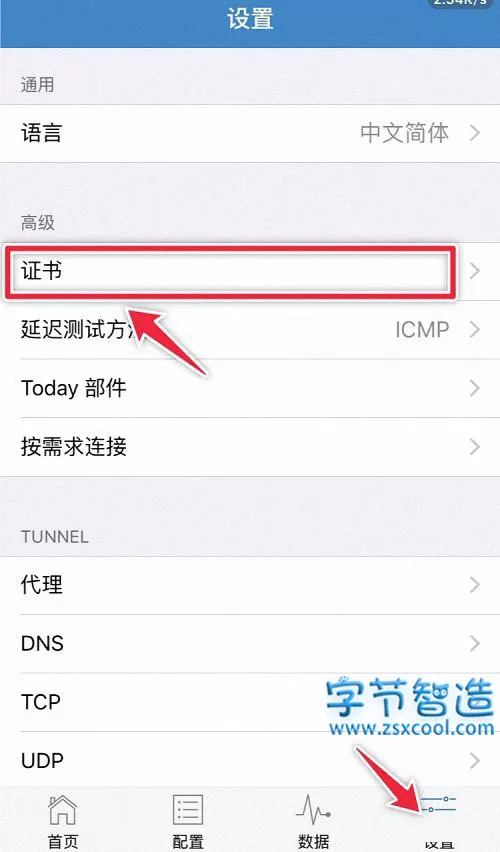 2.54K/s
设置
通用
语言 中文简体
高级
证书
延迟测试方法 ICMP
Today 部件
按需求连接
TUNNEL
代理
DNS
TCP
UDP
字节智造
www.zsxcool.com
首页 配置 数据 设置